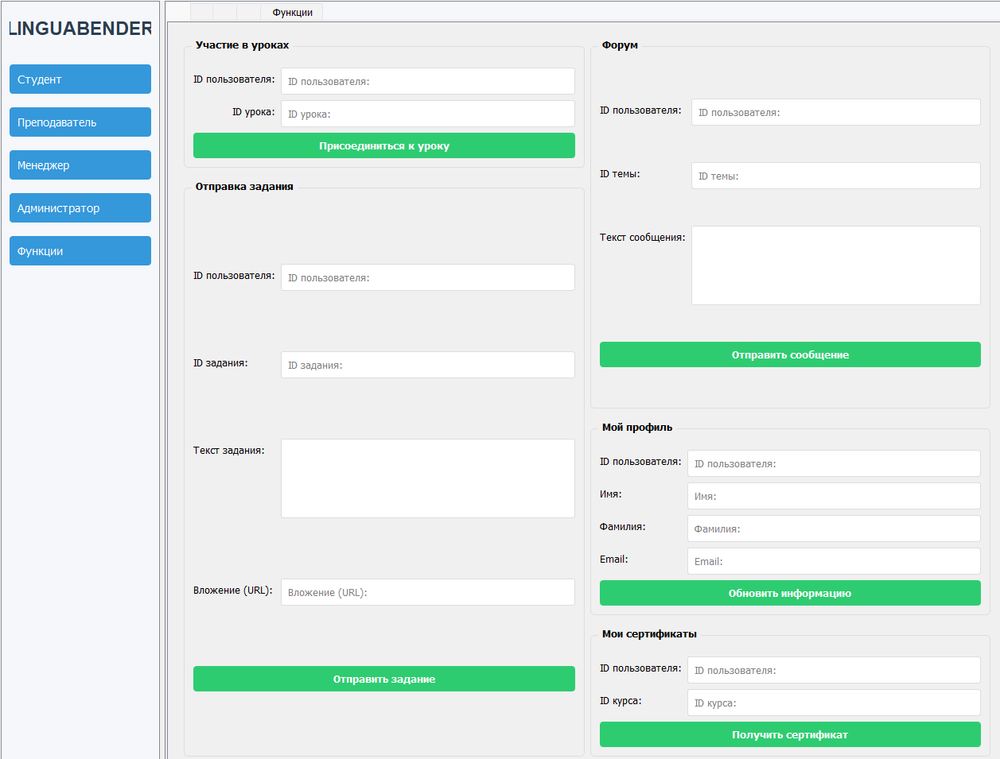 LINGUABENDER
Студент
Преподаватель
Менеджер
Администратор
Функции
Функции
Участие в уроках
ID пользователя: ID пользователя:
ID урока: ID урока:
Присоединиться к уроку
Отправка задания
ID пользователя: ID пользователя:
ID задания: ID задания:
Текст задания:
Вложение (URL): Вложение (URL):
Отправить задание
Форум
ID пользователя: ID пользователя:
ID темы: ID темы:
Текст сообщения:
Отправить сообщение
Мой профиль
ID пользователя: ID пользователя:
Имя: Имя:
Фамилия: Фамилия:
Email: Email:
Обновить информацию
Мои сертификаты
ID пользователя: ID пользователя:
ID курса: ID курса:
Получить сертификат